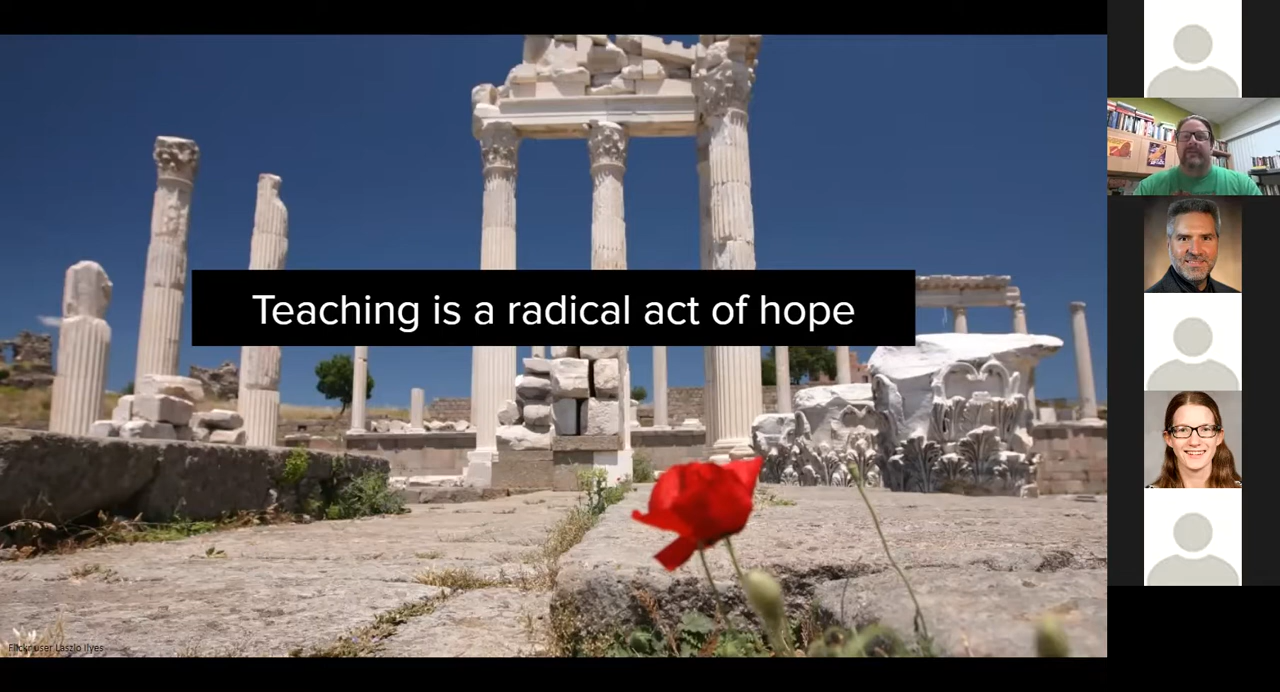 Teaching is a radical act of hope
Flickr user Laszlo Ilyes